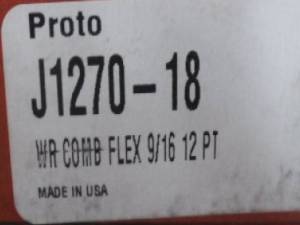 Proto
J1270-18
WR COMB FLEX 9/16 12 PT
MADE IN USA